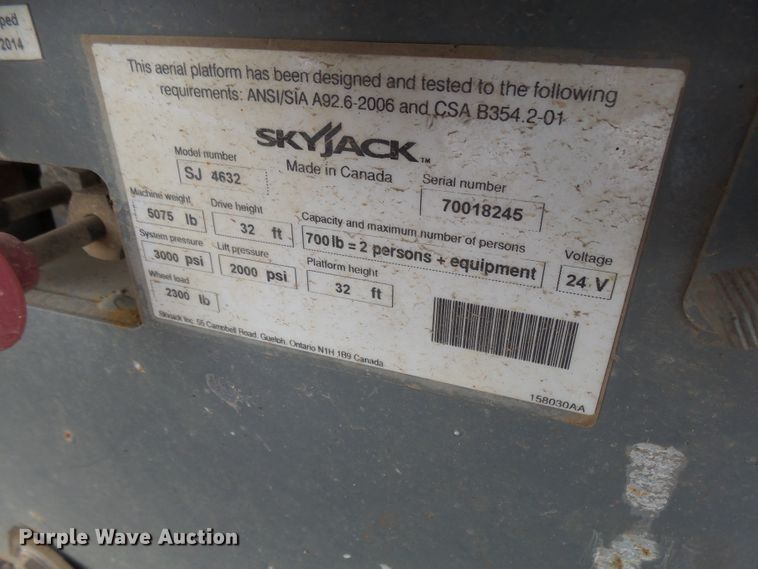 ped
2014
This aerial platform has been designed and tested to the following
requirements: ANSI/SIA A92.6-2006 and CSA B354.2-01
SKYJACK™
Made in Canada
Model number
SJ 4632
Serial number
70018245
Machine weight
5075 lb
Drive height
32 ft
Capacity and maximum number of persons
700 lb = 2 persons + equipment
Voltage
24 V
System pressure
3000 psi
Lift pressure
2000 psi
Platform height
32 ft
Wheel load
2300 lb
Skyjack Inc. 55 Campbell Road, Guelph, Ontario N1H 1B9 Canada
158030AA
Purple Wave Auction